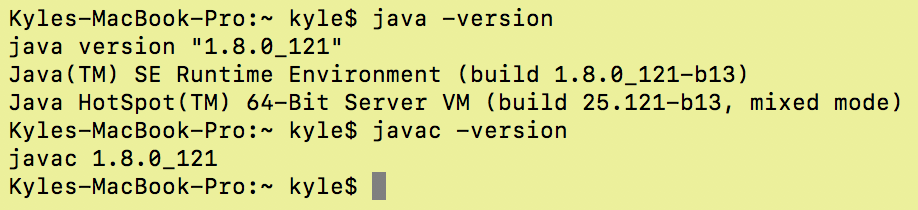 Kyles-MacBook-Pro:~ kyle$ java -version
java version "1.8.0_121"
Java(TM) SE Runtime Environment (build 1.8.0_121-b13)
Java HotSpot(TM) 64-Bit Server VM (build 25.121-b13, mixed mode)
Kyles-MacBook-Pro:~ kyle$ javac -version
javac 1.8.0_121
Kyles-MacBook-Pro:~ kyle$